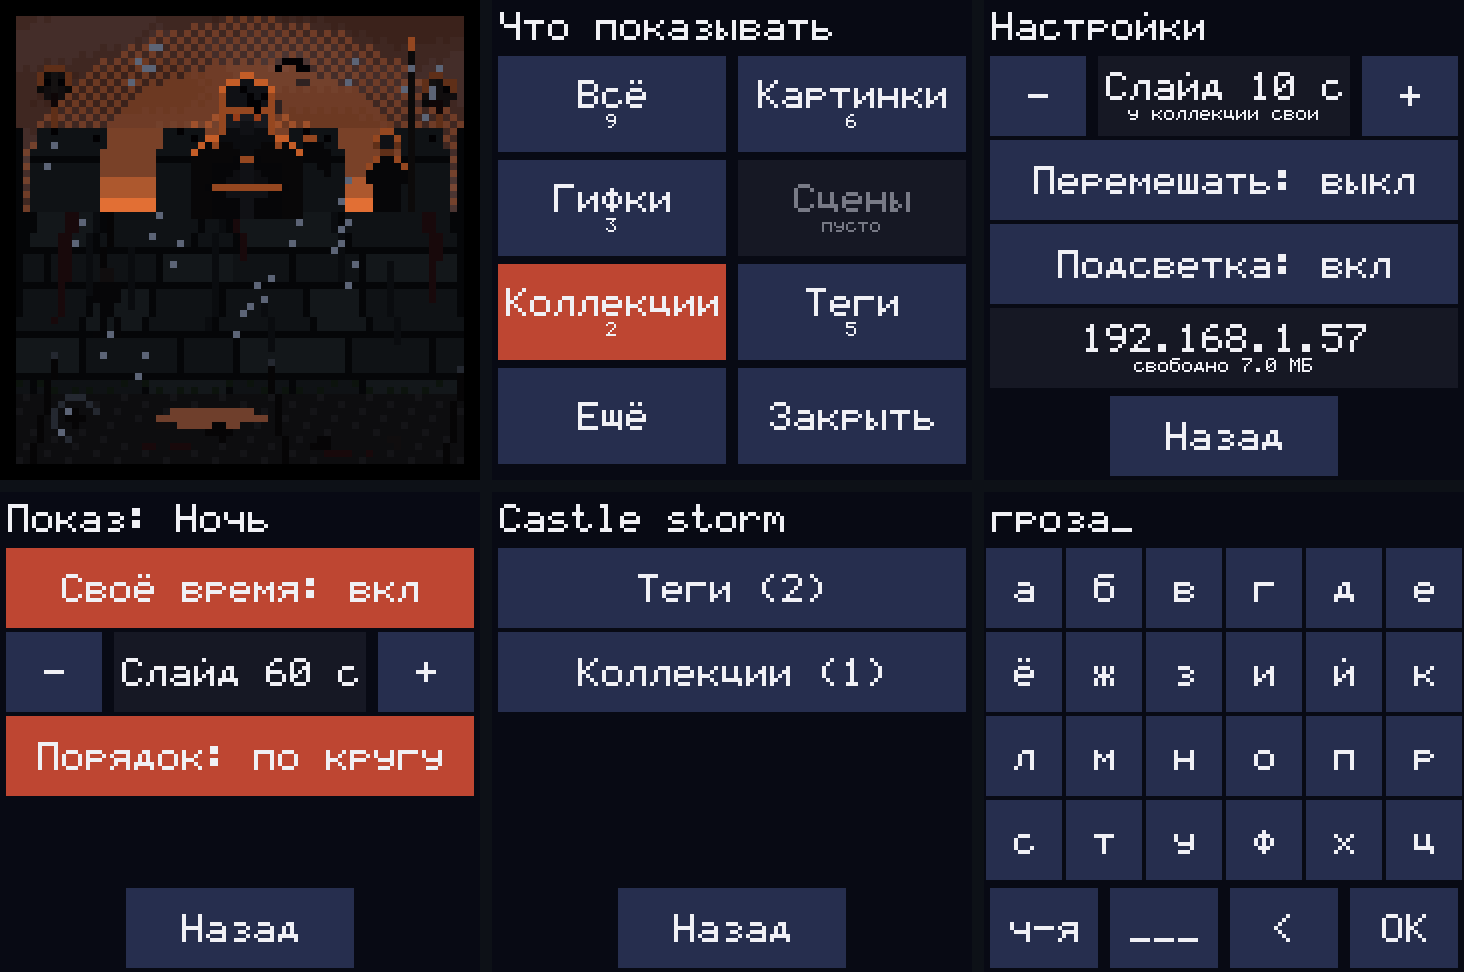 Что показывать
Всё
9
Картинки
6
Гифки
3
Сцены
пусто
Коллекции
2
Теги
5
Ещё
Закрыть
Настройки
-
Слайд 10 с
у коллекции свои
+
Перемешать: выкл
Подсветка: вкл
192.168.1.57
свободно 7.0 МБ
Назад
Показ: Ночь
Своё время: вкл
-
Слайд 60 с
+
Порядок: по кругу
Назад
Castle storm
Теги (2)
Коллекции (1)
Назад
гроза_
а б в г д е
ё ж з и й к
л м н о п р
с т у ф х ц
ч-я ___ < ОК